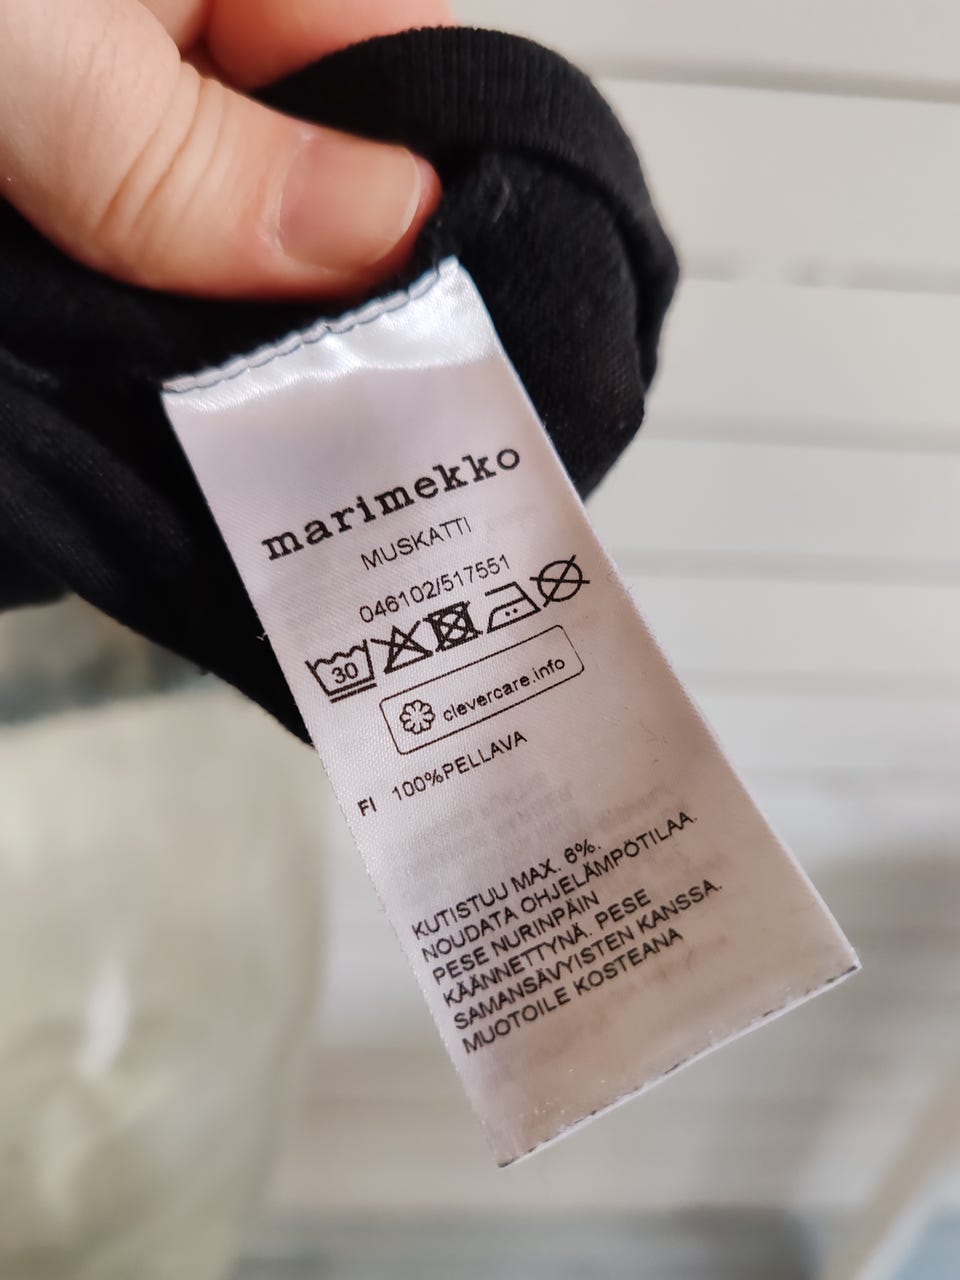 marimekko
MUSKATTI
046102/517551
30
clevercare.info
FI 100%PELLAVA
KUTISTUU MAX. 6%.
NOUDATA OHJELÄMPÖTILAA.
PESE NURINPÄIN
KÄÄNNETTYNÄ. PESE
SAMANSÄVYISTEN KANSSA.
MUOTOILE KOSTEANA